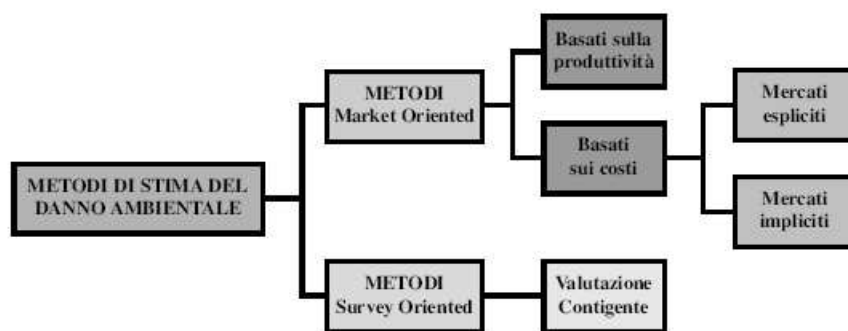 METODI DI STIMA DEL
DANNO AMBIENTALE
METODI
Market Oriented
Basati sulla
produttività
Basati
sui costi
Mercati
espliciti
Mercati
impliciti
METODI
Survey Oriented
Valutazione
Contigente